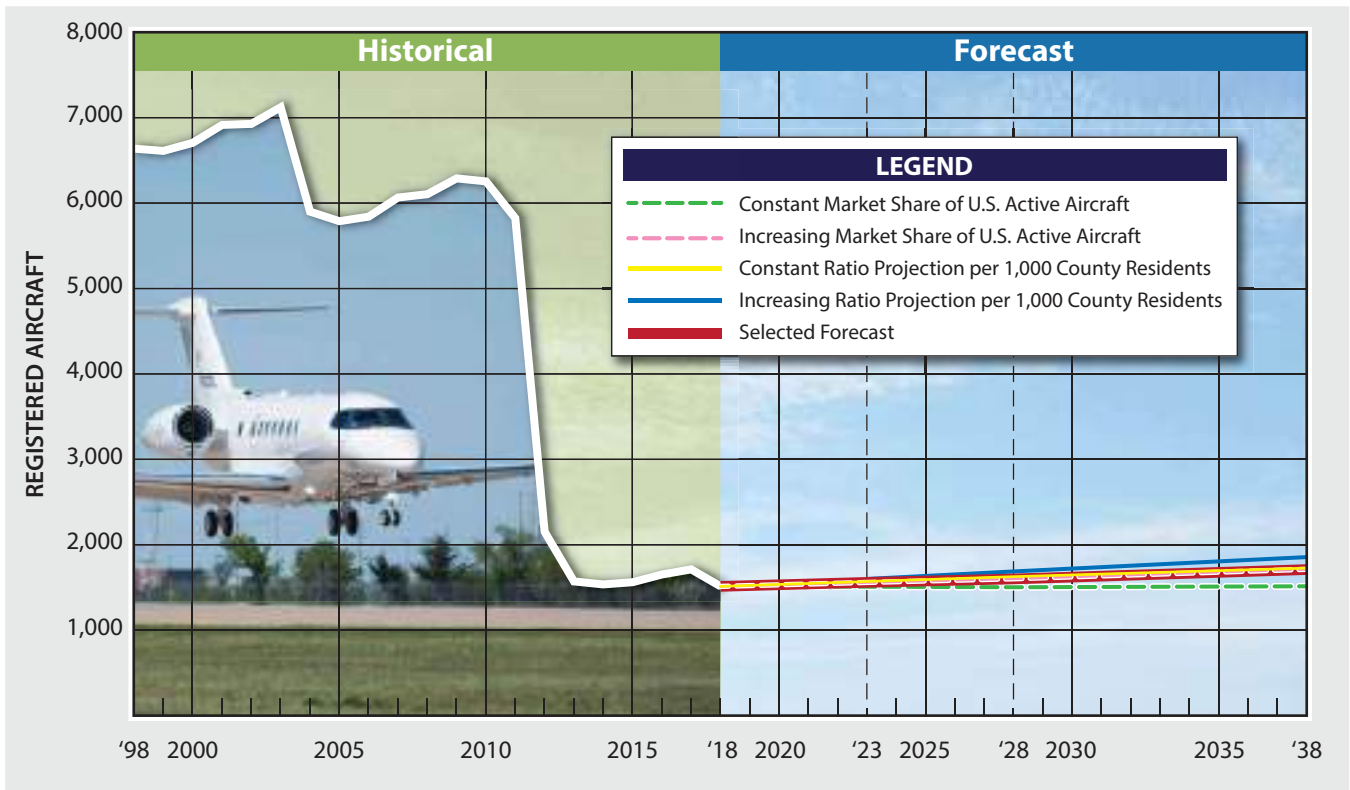 8,000
Historical
Forecast
7,000
6,000
5,000
4,000
3,000
2,000
1,000
REGISTERED AIRCRAFT
LEGEND
Constant Market Share of U.S. Active Aircraft
Increasing Market Share of U.S. Active Aircraft
Constant Ratio Projection per 1,000 County Residents
Increasing Ratio Projection per 1,000 County Residents
Selected Forecast
‘98 2000 2005 2010 2015 ‘18 2020 ‘23 2025 ‘28 2030 2035 ‘38